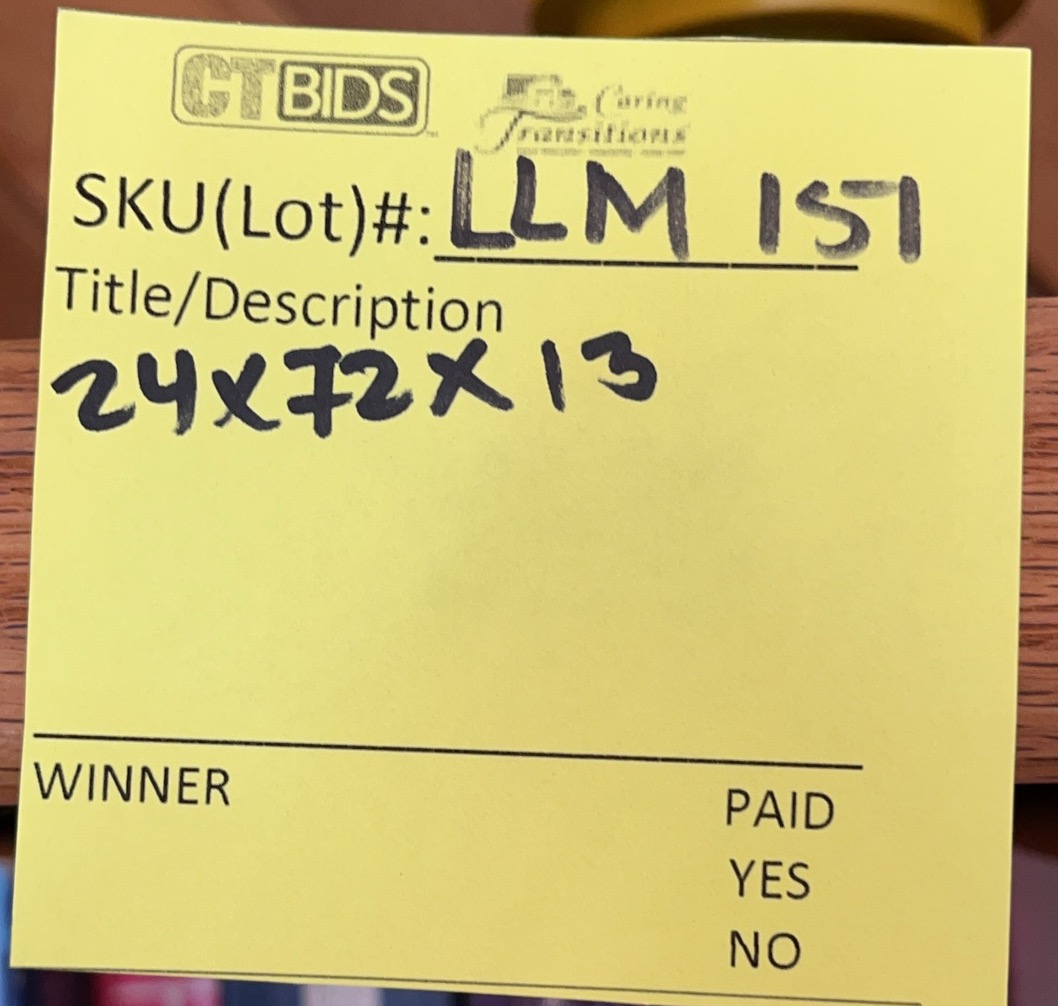 CTBIDS
Caring
Transitions
SKU(Lot)#: LLM 151
Title/Description
24x72x13
WINNER
PAID
YES
NO